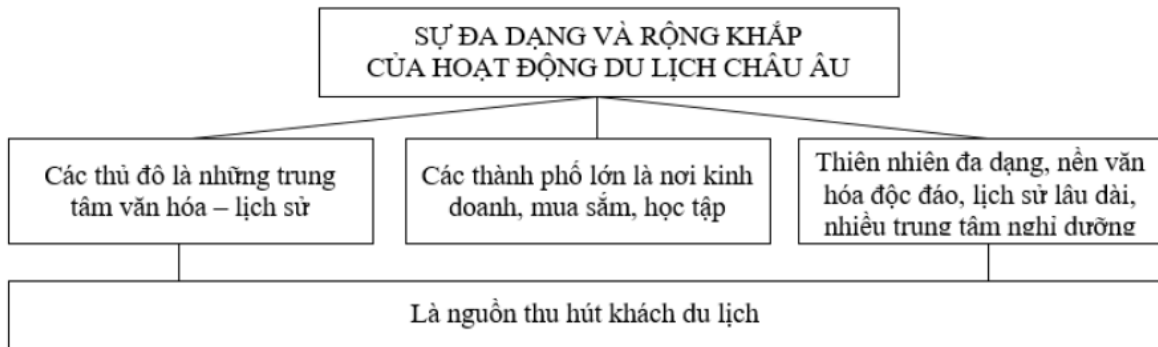 SỰ ĐA DẠNG VÀ RỘNG KHẮP
CỦA HOẠT ĐỘNG DU LỊCH CHÂU ÂU
Các thủ đô là những trung
tâm văn hóa – lịch sử
Các thành phố lớn là nơi kinh
doanh, mua sắm, học tập
Thiên nhiên đa dạng, nền văn
hóa độc đáo, lịch sử lâu dài,
nhiều trung tâm nghỉ dưỡng
Là nguồn thu hút khách du lịch